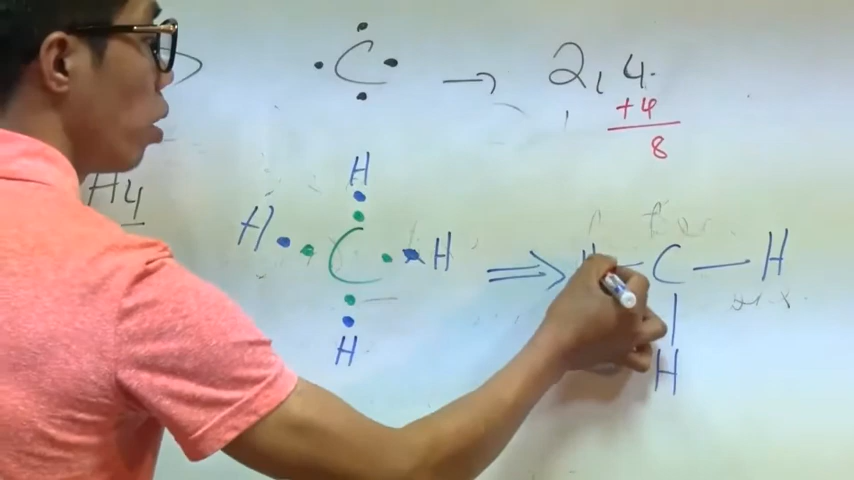 C → 2, 4
+4
8
H4
H
H C H
H
H - C - H
H